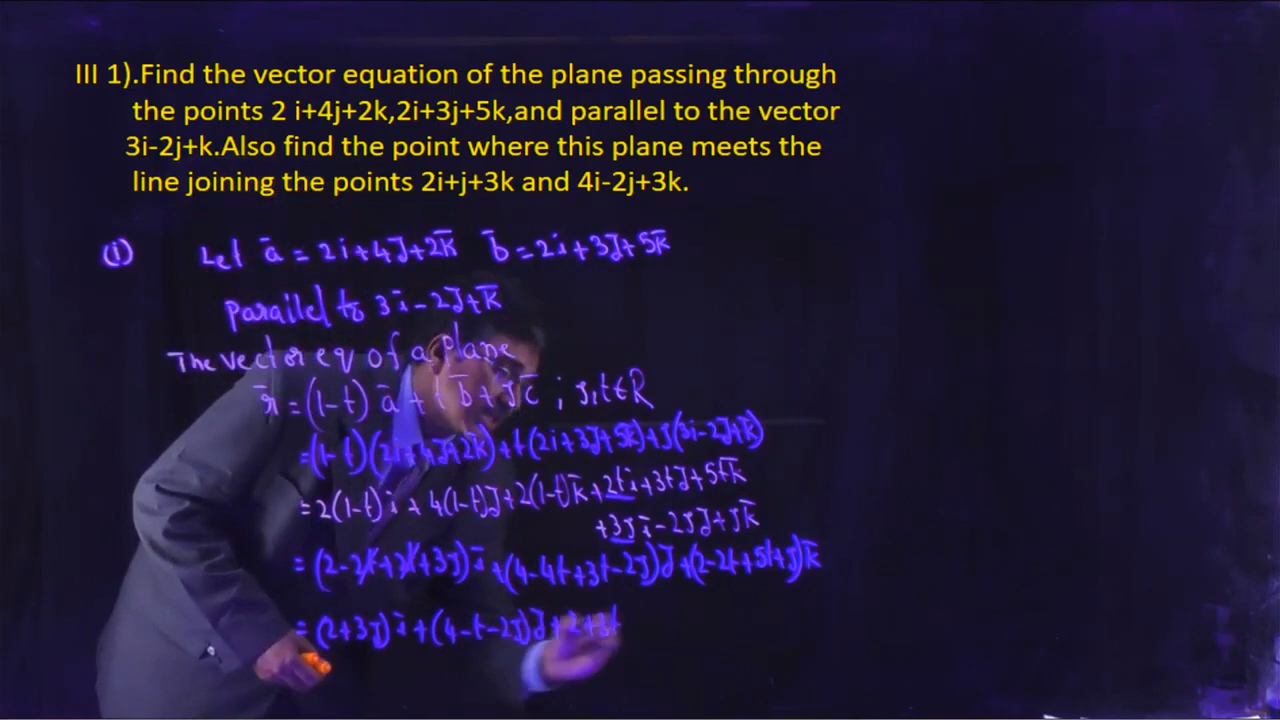 III 1).Find the vector equation of the plane passing through
the points 2 i+4j+2k,2i+3j+5k,and parallel to the vector
3i-2j+k.Also find the point where this plane meets the
line joining the points 2i+j+3k and 4i-2j+3k.
(i) Let a̅ = 2i+4J+2k̅ b̅ = 2i+3J+5k̅
Parallel to 3i̅-2J+k̅
The vector eq of a plane
r̅ = (1-t) a̅ + t b̅ + s c̅ ; s,t∈R
=(1-t)(2i+4J+2k̅)+t(2i+3J+5k̅)+s(3i-2J+k̅)
=2(1-t)i + 4(1-t)J+2(1-t)k̅+2ti+3tJ+5tk̅
+3si-2sJ+sk̅
= (2-2t+2t+3s)i̅+(4-4t+3t-2s)J+(2-2t+5t+s)k̅
= (2+3s)i̅+(4-t-2s)J+2+3t